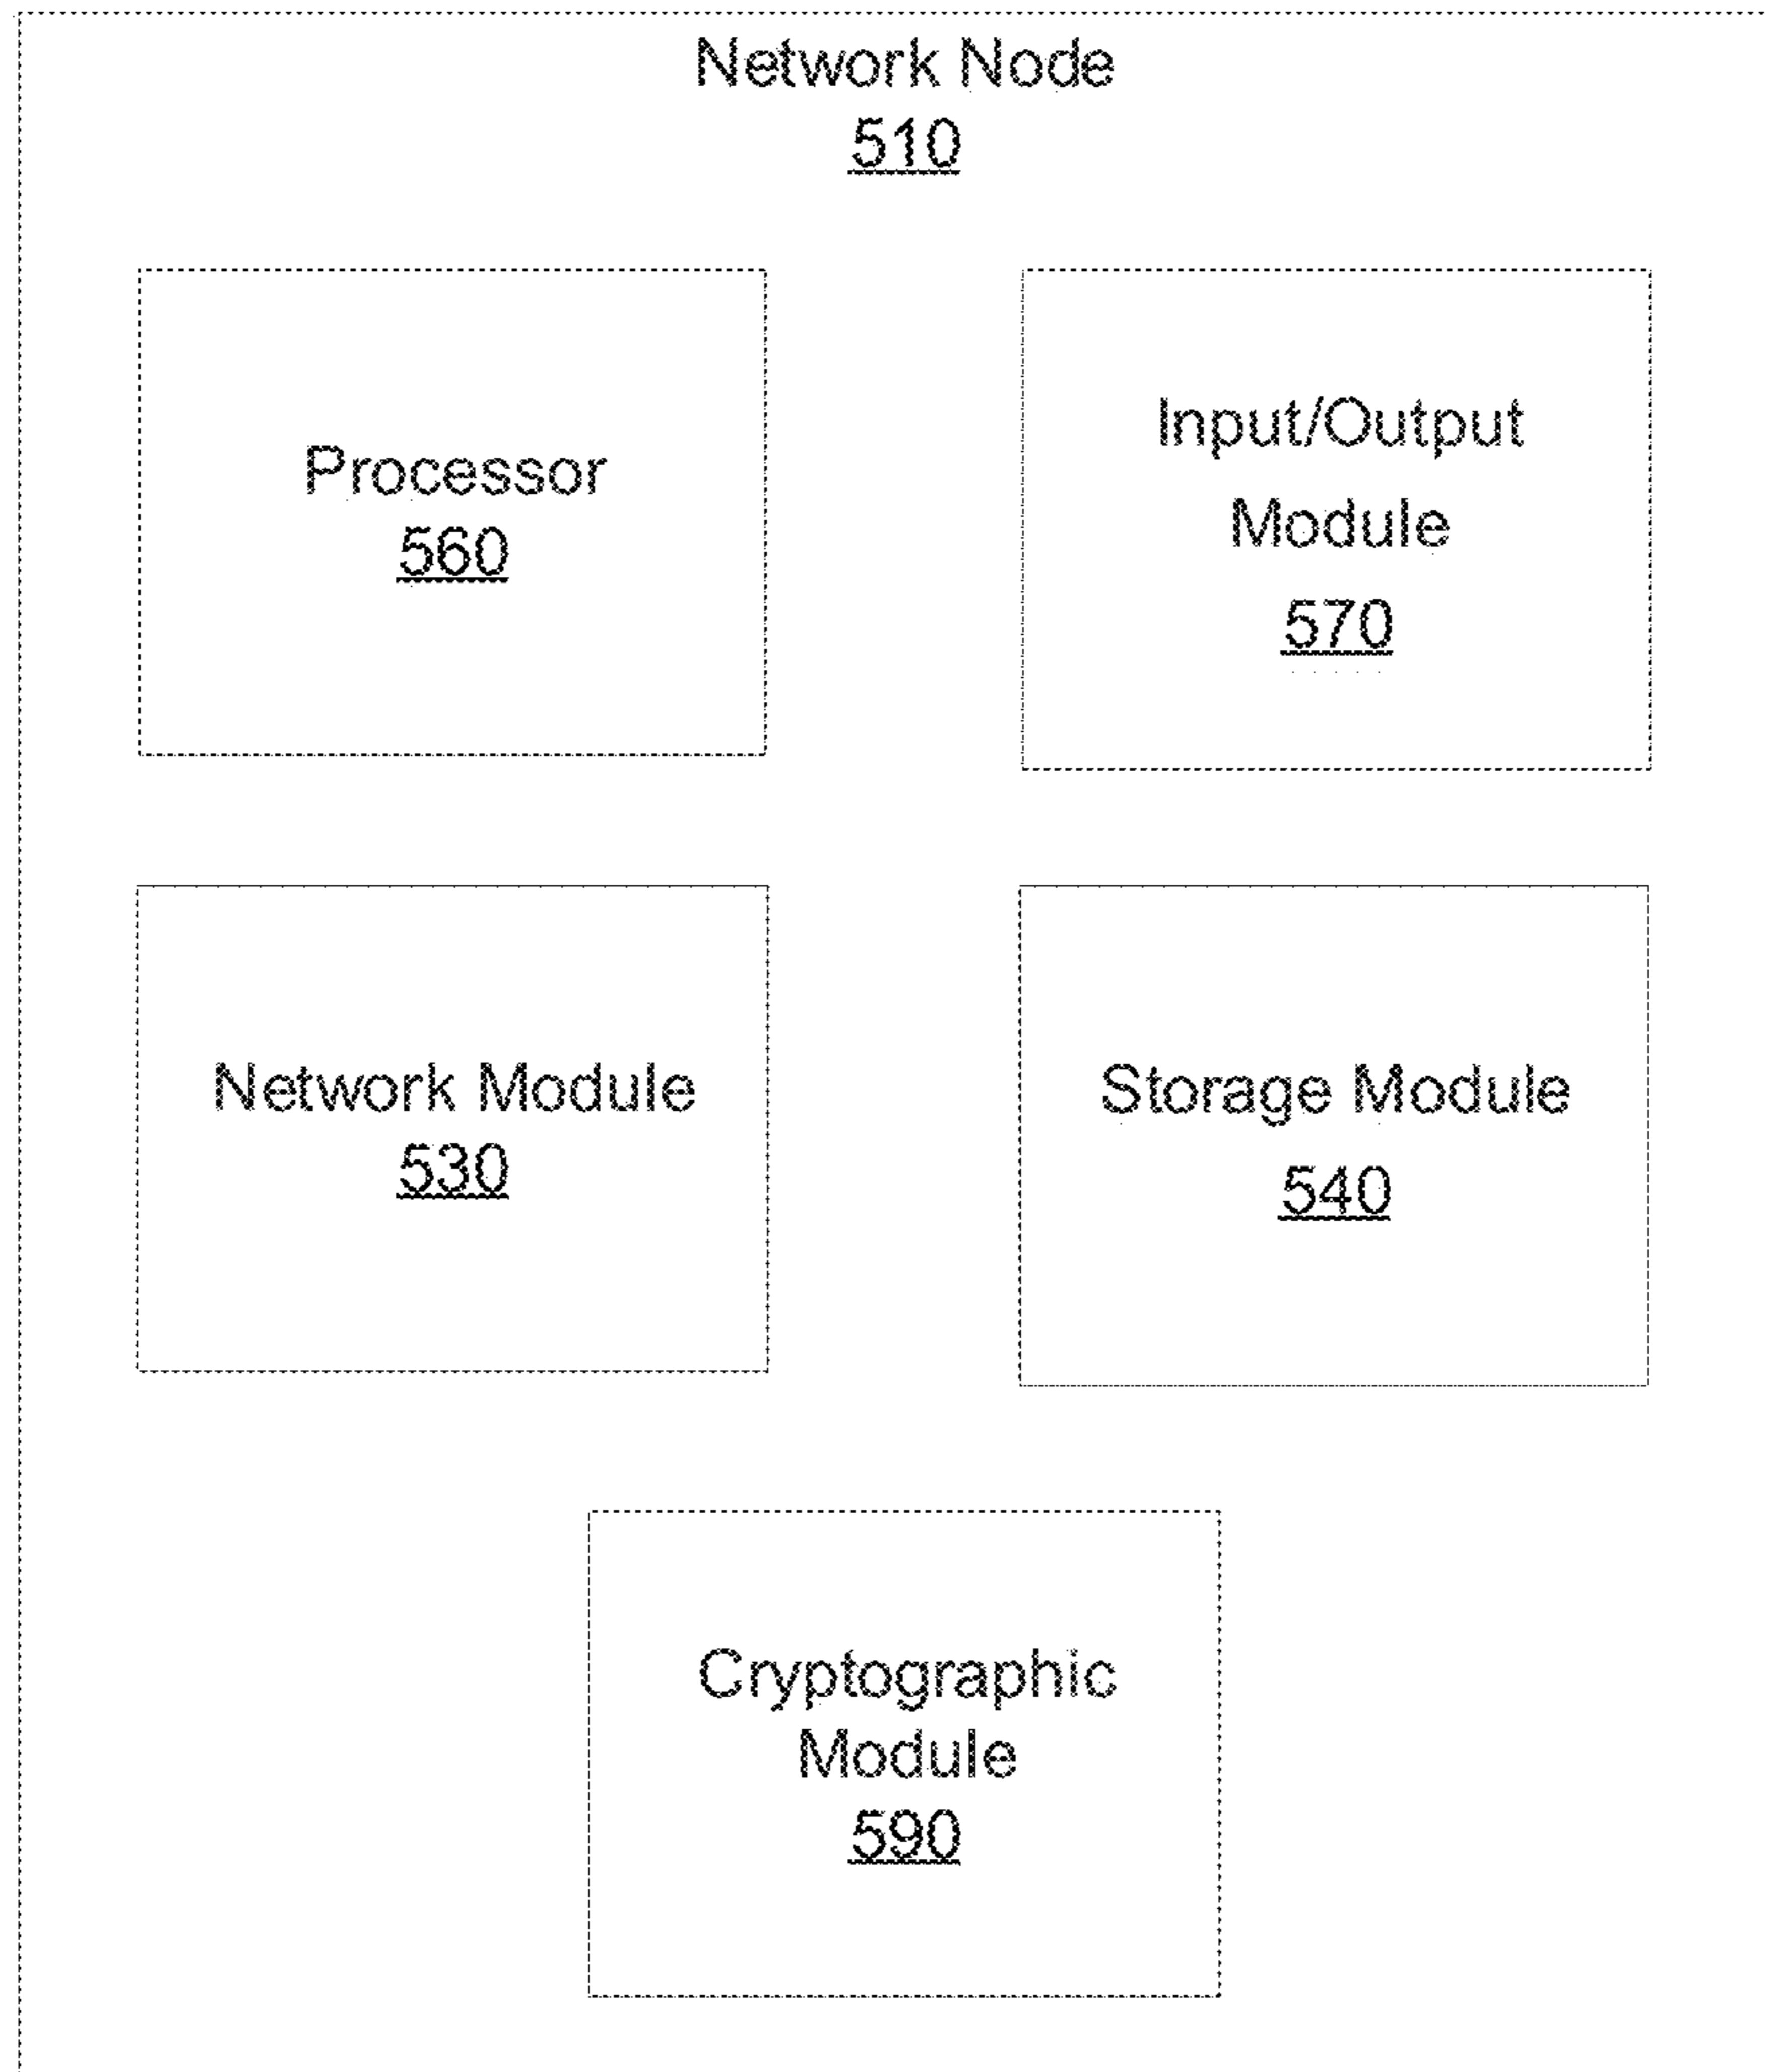 Network Node
510
Processor
560
Input/Output
Module
570
Network Module
530
Storage Module
540
Cryptographic
Module
590